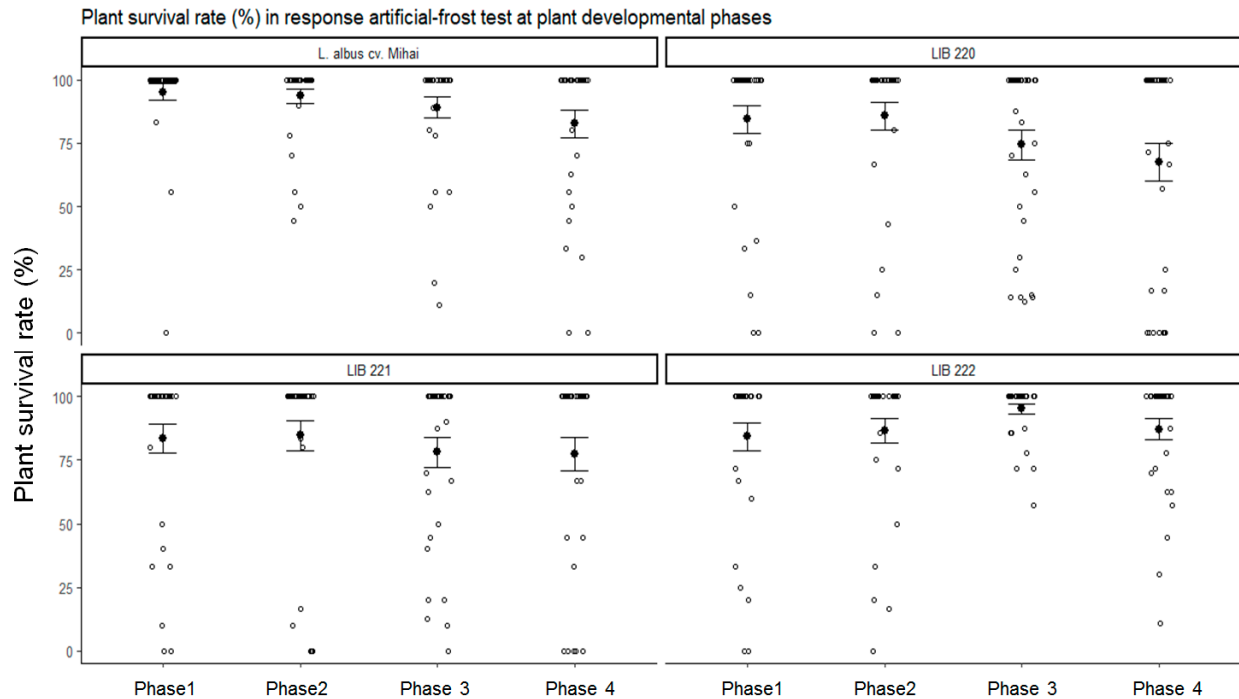 Plant survival rate (%) in response artificial-frost test at plant developmental phases
L. albus cv. Mihai
LIB 220
100
75
50
25
0
Plant survival rate (%)
LIB 221
LIB 222
100
75
50
25
0
Phase1 Phase2 Phase 3 Phase 4 Phase1 Phase2 Phase 3 Phase 4